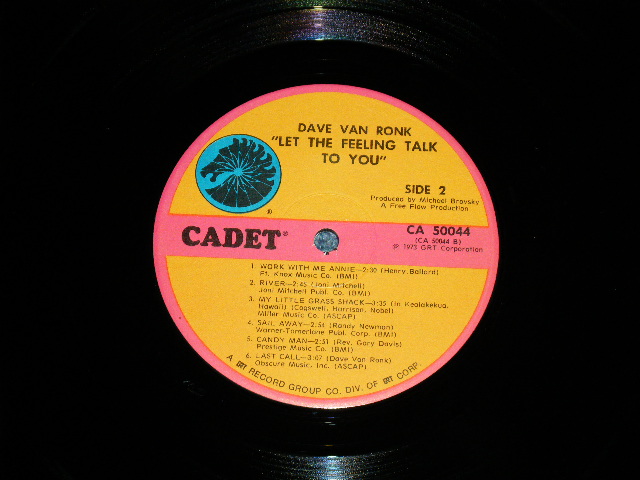 DAVE VAN RONK
"LET THE FEELING TALK
TO YOU"
SIDE 2
Produced by Michael Brovsky
A Free Flow Production
®
CADET®
CA 50044
(CA 50044 B)
℗ 1973 GRT Corporation
1. WORK WITH ME ANNIE—2:30 (Henry Ballard)
Ft. Knox Music Co. (BMI)
2. RIVER—2:45 (Joni Mitchell)
Joni Mitchell Publ. Co. (BMI)
3. MY LITTLE GRASS SHACK—3:35 (in Kealakekua,
Hawaii) (Cogswell, Harrison, Nobel)
Miller Music Co. (ASCAP)
4. SAIL AWAY—2:54 (Randy Newman)
Warner-Tamerlane Publ. Corp. (BMI)
5. CANDY MAN—2:51 (Rev. Gary Davis)
Prestige Music Co. (BMI)
6. LAST CALL—3:07 (Dave Van Ronk)
Obscure Music, Inc. (ASCAP)
A GRT RECORD GROUP CO. DIV. OF GRT CORP.